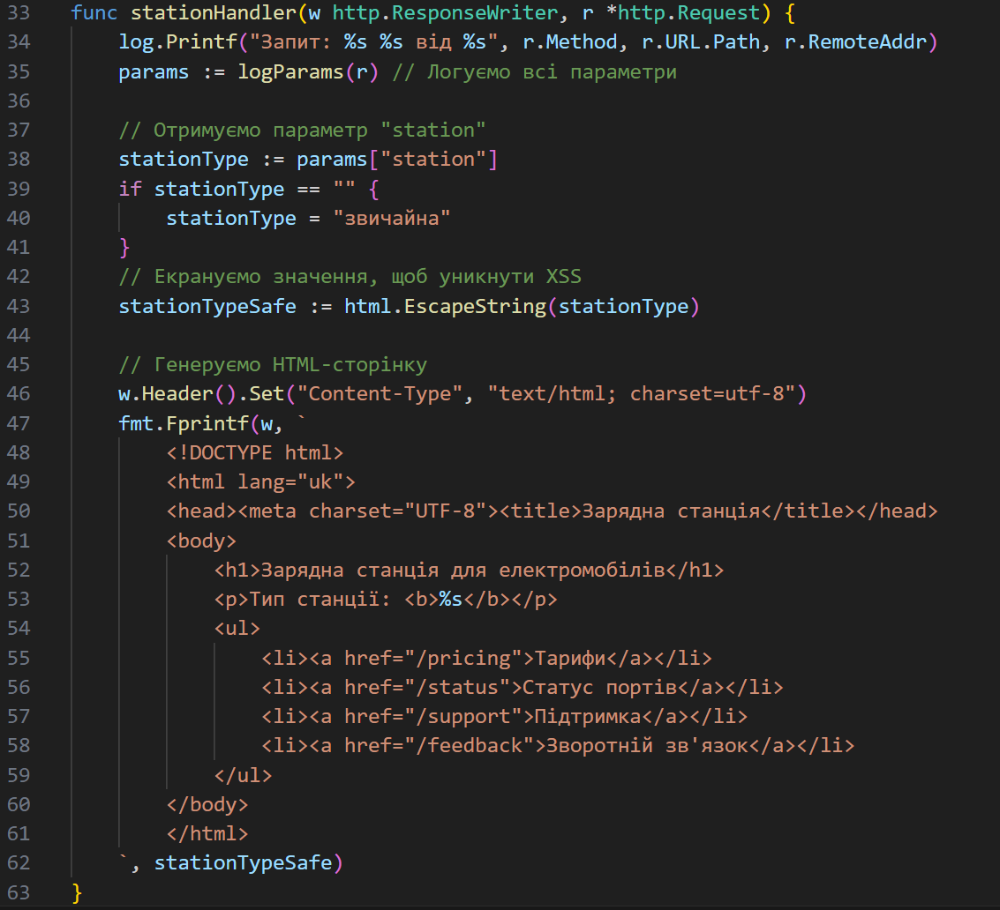 33 func stationHandler(w http.ResponseWriter, r *http.Request) {
34     log.Printf("Запит: %s %s від %s", r.Method, r.URL.Path, r.RemoteAddr)
35     params := logParams(r) // Логуємо всі параметри
36
37     // Отримуємо параметр "station"
38     stationType := params["station"]
39     if stationType == "" {
40         stationType = "звичайна"
41     }
42     // Екрануємо значення, щоб уникнути XSS
43     stationTypeSafe := html.EscapeString(stationType)
44
45     // Генеруємо HTML-сторінку
46     w.Header().Set("Content-Type", "text/html; charset=utf-8")
47     fmt.Fprintf(w, `
48         <!DOCTYPE html>
49         <html lang="uk">
50         <head><meta charset="UTF-8"><title>Зарядна станція</title></head>
51         <body>
52             <h1>Зарядна станція для електромобілів</h1>
53             <p>Тип станції: <b>%s</b></p>
54             <ul>
55                 <li><a href="/pricing">Тарифи</a></li>
56                 <li><a href="/status">Статус портів</a></li>
57                 <li><a href="/support">Підтримка</a></li>
58                 <li><a href="/feedback">Зворотній зв'язок</a></li>
59             </ul>
60         </body>
61         </html>
62     `, stationTypeSafe)
63 }